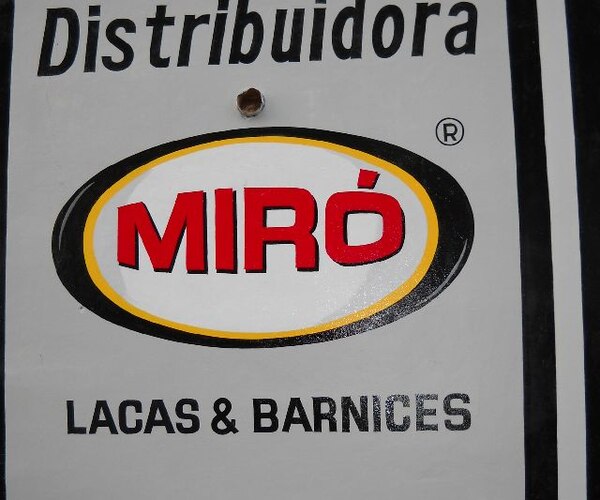 Distribuidora
MIRÓ®
LACAS & BARNICES